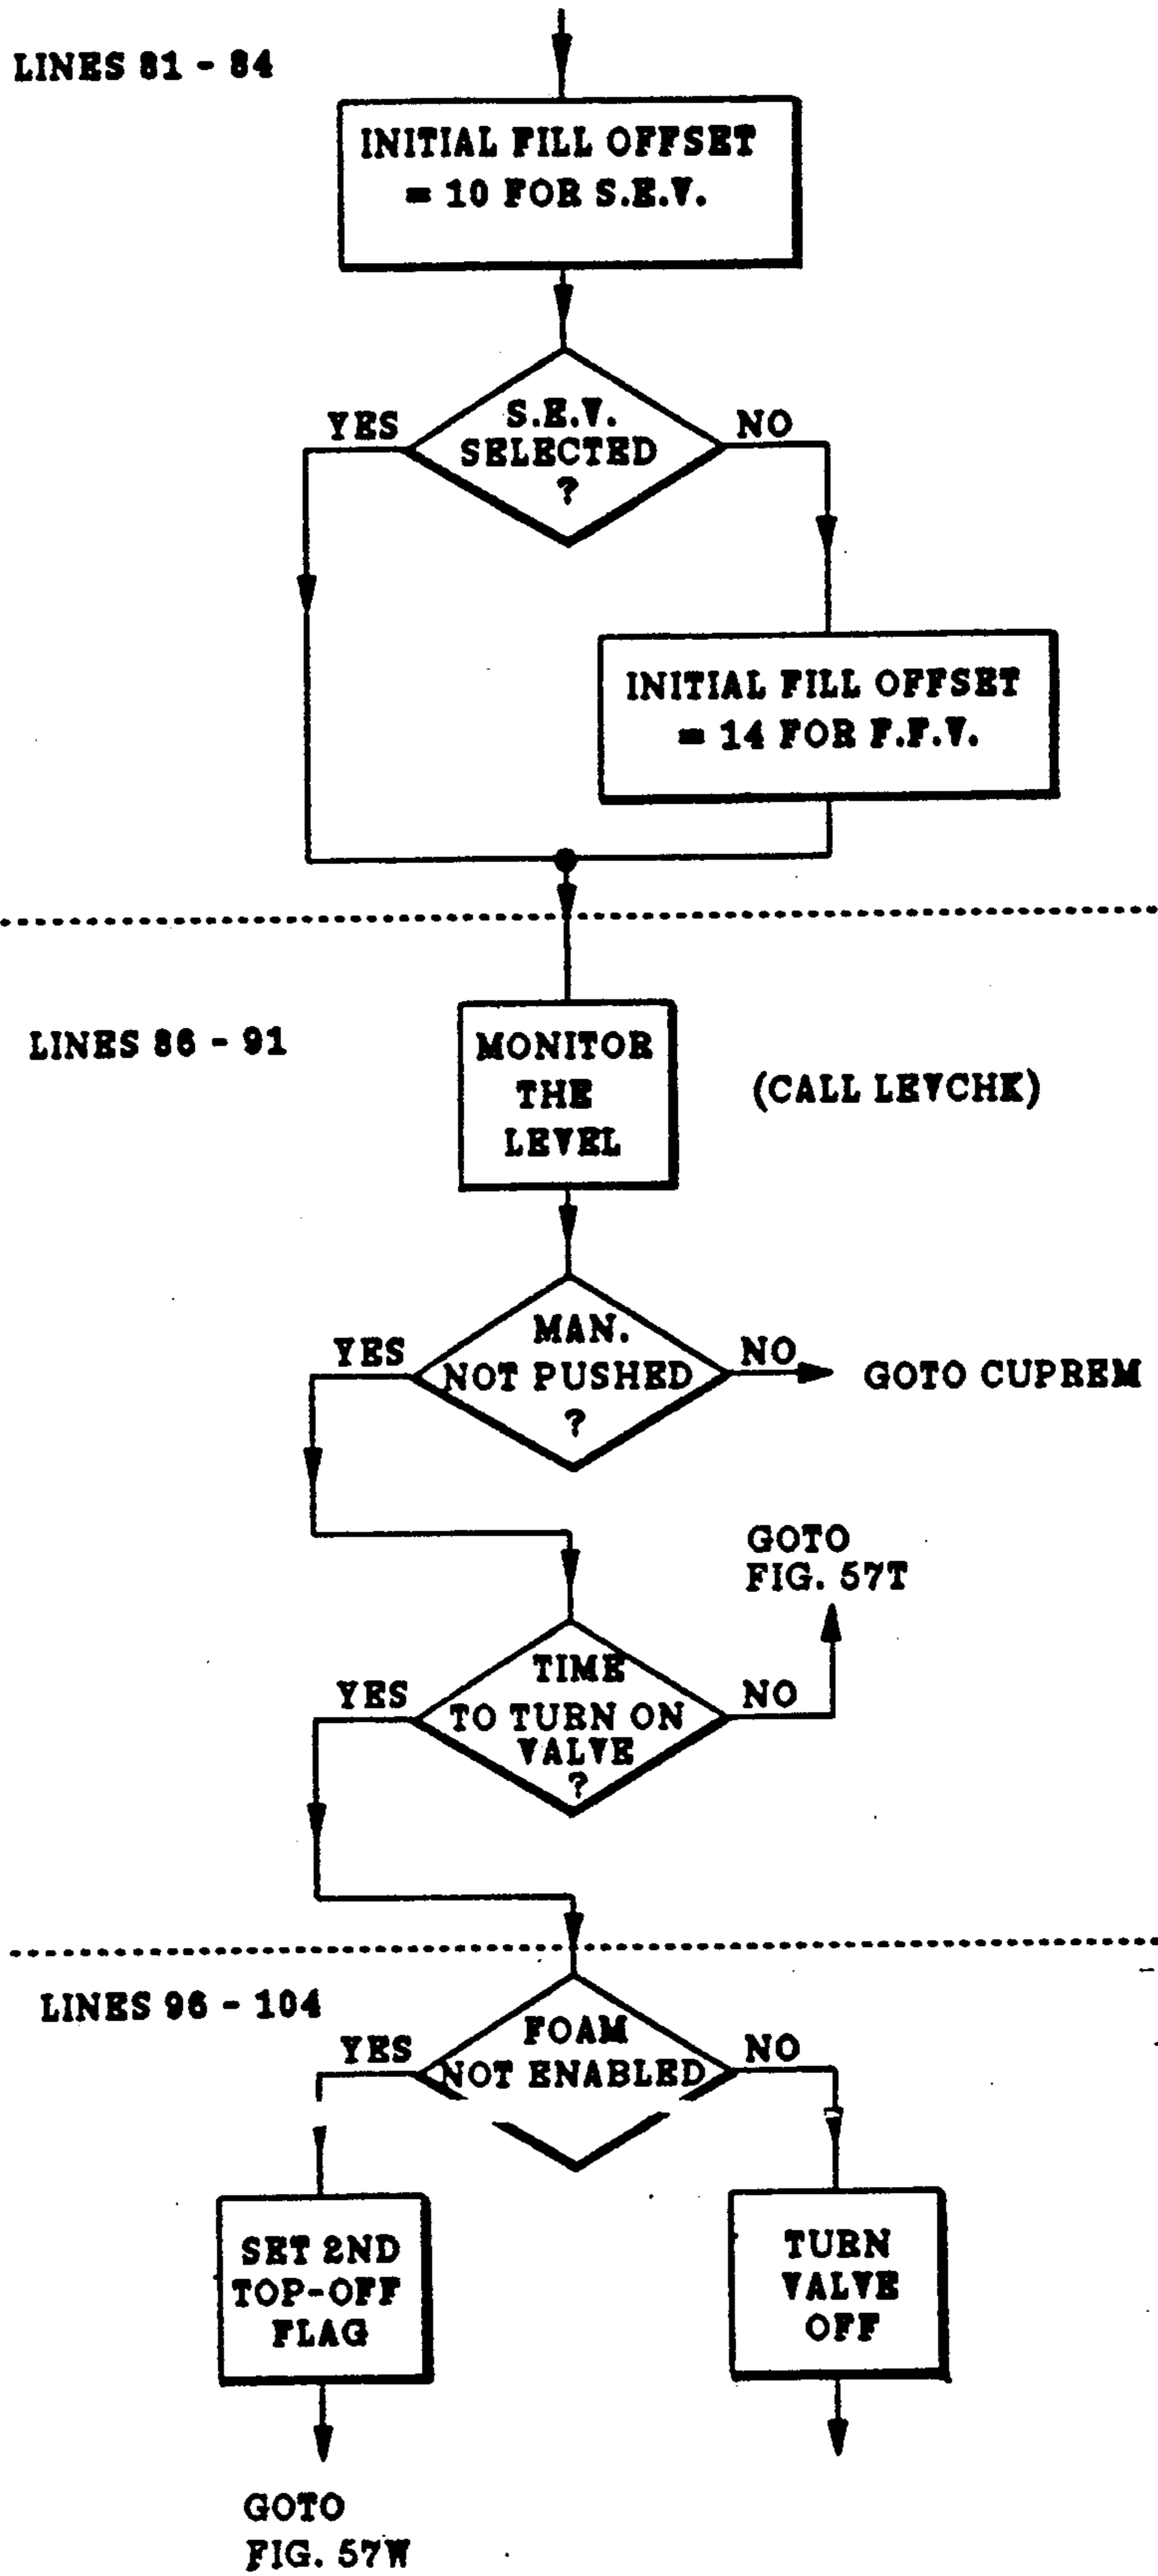 LINES 81 - 84
INITIAL FILL OFFSET
= 10 FOR S.E.V.
S.E.V.
SELECTED
?
YES
NO
INITIAL FILL OFFSET
= 14 FOR F.F.V.
LINES 86 - 91
MONITOR
THE
LEVEL
(CALL LEVCHK)
MAN.
NOT PUSHED
?
YES
NO
GOTO CUPREM
GOTO
FIG. 57T
TIME
TO TURN ON
VALVE
?
YES
NO
LINES 96 - 104
FOAM
NOT ENABLED
YES
NO
SET 2ND
TOP-OFF
FLAG
TURN
VALVE
OFF
GOTO
FIG. 57W